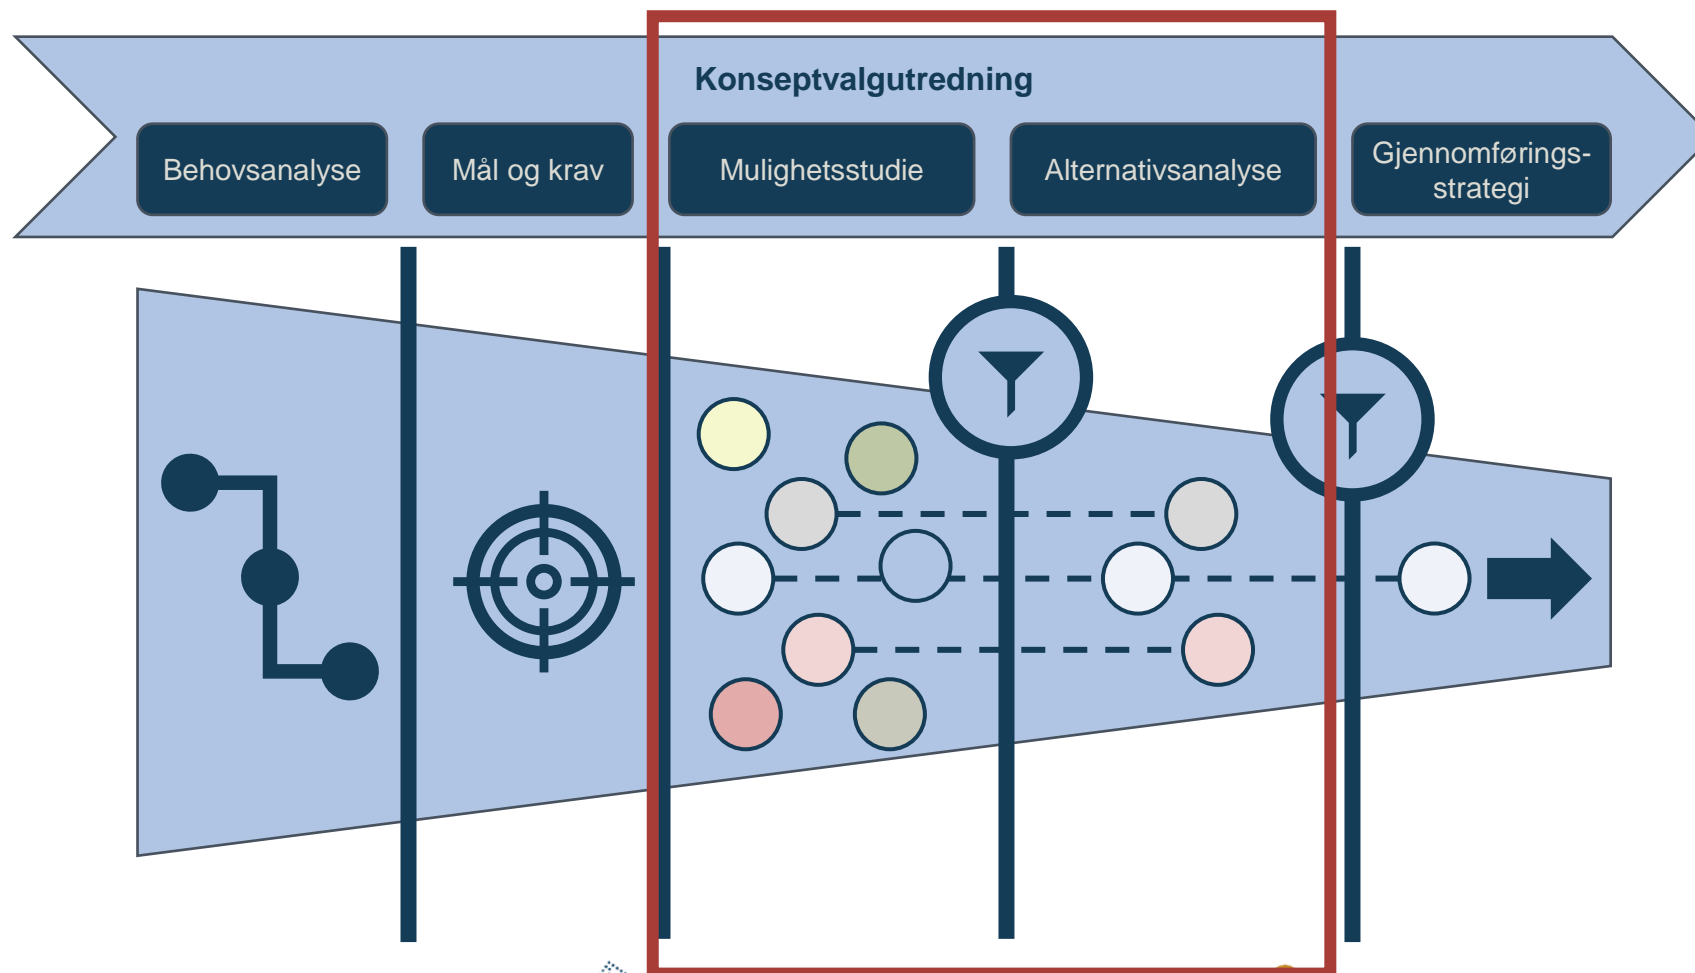 Konseptvalgutredning
Behovsanalyse
Mål og krav
Mulighetsstudie
Alternativsanalyse
Gjennomførings-
strategi